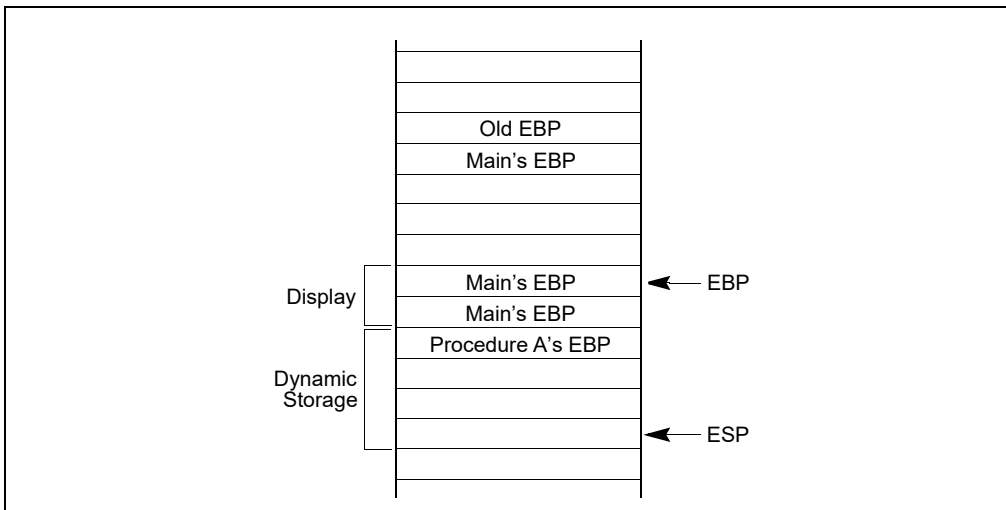 Old EBP
Main’s EBP
Main’s EBP
EBP
Display
Main’s EBP
Procedure A’s EBP
Dynamic
Storage
ESP